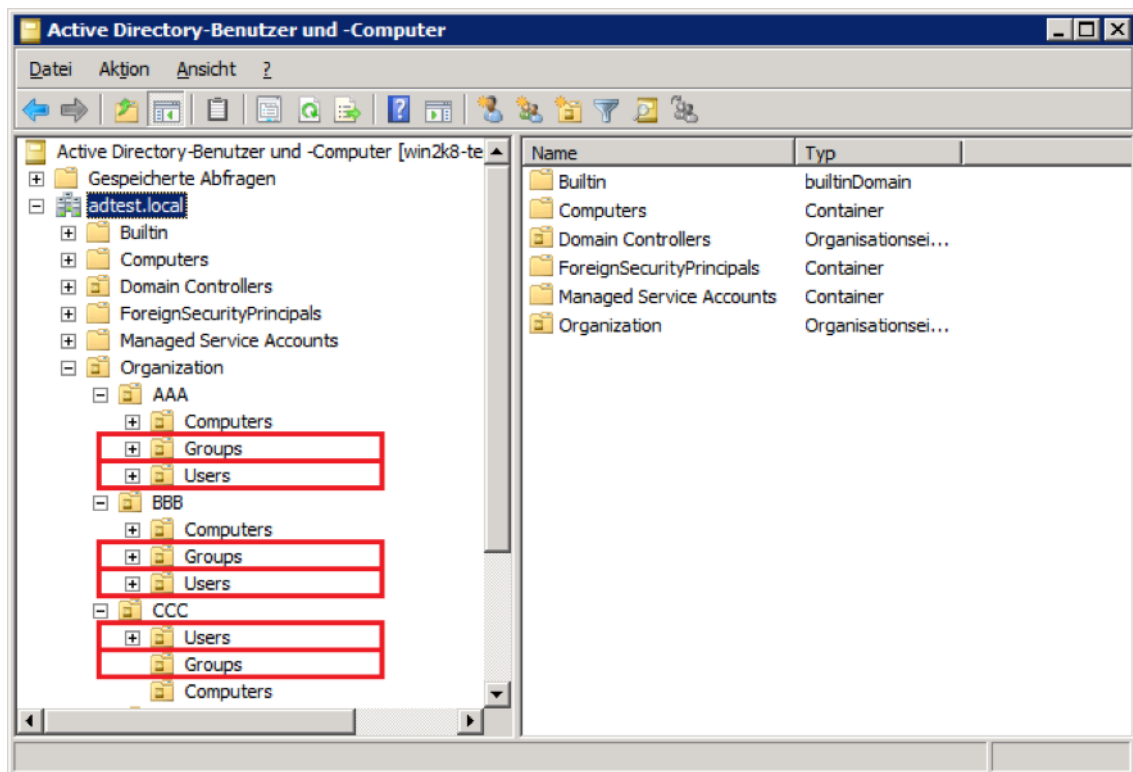 Active Directory-Benutzer und -Computer
Datei Aktion Ansicht ?
Active Directory-Benutzer und -Computer [win2k8-te
Gespeicherte Abfragen
adtest.local
Builtin
Computers
Domain Controllers
ForeignSecurityPrincipals
Managed Service Accounts
Organization
AAA
Computers
Groups
Users
BBB
Computers
Groups
Users
CCC
Users
Groups
Computers
Name Typ
Builtin builtinDomain
Computers Container
Domain Controllers Organisationsei...
ForeignSecurityPrincipals Container
Managed Service Accounts Container
Organization Organisationsei...